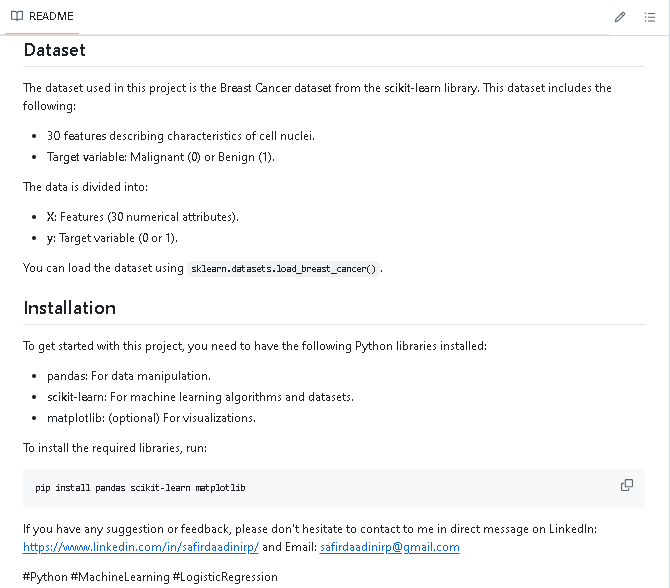 README
Dataset
The dataset used in this project is the Breast Cancer dataset from the scikit-learn library. This dataset includes the
following:
30 features describing characteristics of cell nuclei.
Target variable: Malignant (0) or Benign (1).
The data is divided into:
X: Features (30 numerical attributes).
y: Target variable (0 or 1).
You can load the dataset using sklearn.datasets.load_breast_cancer().
Installation
To get started with this project, you need to have the following Python libraries installed:
pandas: For data manipulation.
scikit-learn: For machine learning algorithms and datasets.
matplotlib: (optional) For visualizations.
To install the required libraries, run:
pip install pandas scikit-learn matplotlib
If you have any suggestion or feedback, please don't hesitate to contact to me in direct message on LinkedIn:
https://www.linkedin.com/in/safirdaadinirp/ and Email: safirdaadinirp@gmail.com
#Python #MachineLearning #LogisticRegression